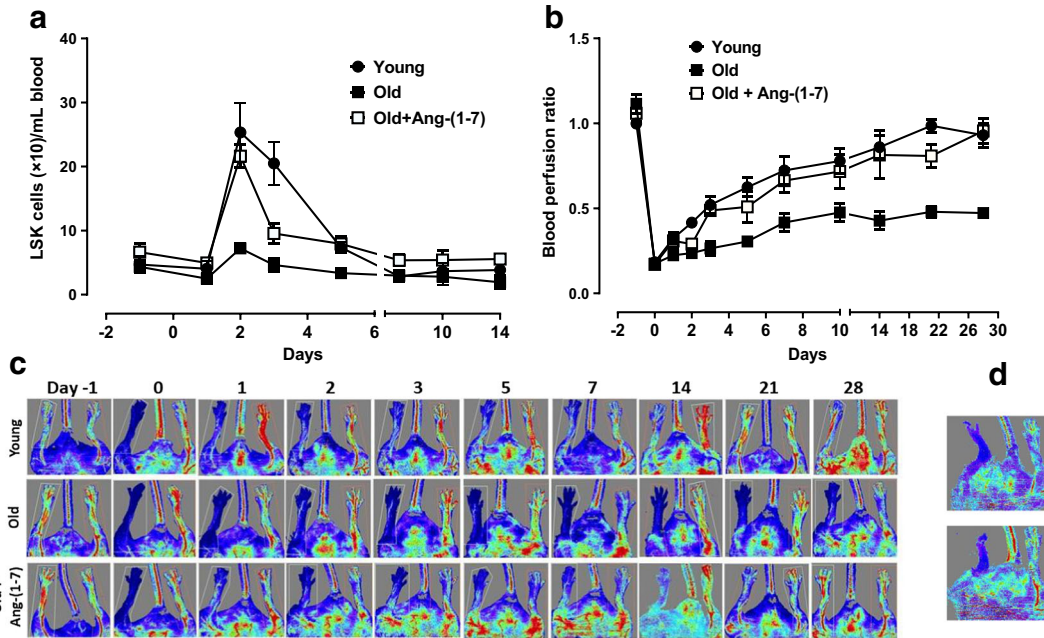 a
40
30
20
10
0
LSK cells (×10)/mL blood
Young
Old
Old+Ang-(1-7)
-2 0 2 4 6 10 14
Days
b
1.5
1.0
0.5
0.0
Blood perfusion ratio
Young
Old
Old + Ang-(1-7)
-2 0 2 4 6 8 10 14 18 22 26 30
Days
c
Day -1 0 1 2 3 5 7 14 21 28
Young
Old
Ang-(1-7)
d